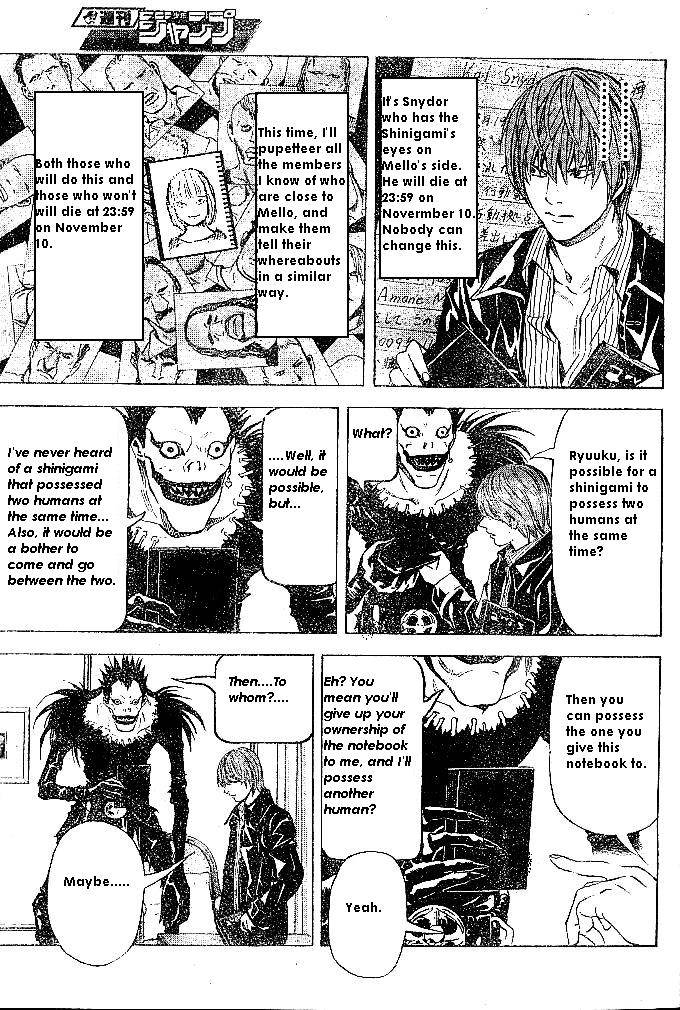 週刊
少年ジャンプ
It's Snydor
who has the
Shinigami's
eyes on
Mello's side.
He will die at
23:59 on
Novermber 10.
Nobody can
change this.
Kal Snyd
Amane M
009
This time, I'll
pupetteer all
the members
I know of who
are close to
Mello, and
make them
tell their
whereabouts
in a similar
way.
Both those who
will do this and
those who won't
will die at 23:59
on November
10.
Ryuuku, is it
possible for a
shinigami to
possess two
humans at
the same
time?
What?
....Well, it
would be
possible,
but...
I've never heard
of a shinigami
that possessed
two humans at
the same time...
Also, it would be
a bother to
come and go
between the two.
Then you
can possess
the one you
give this
notebook to.
Eh? You
mean you'll
give up your
ownership of
the notebook
to me, and I'll
possess
another
human?
Yeah.
Then....To
whom?....
Maybe.....